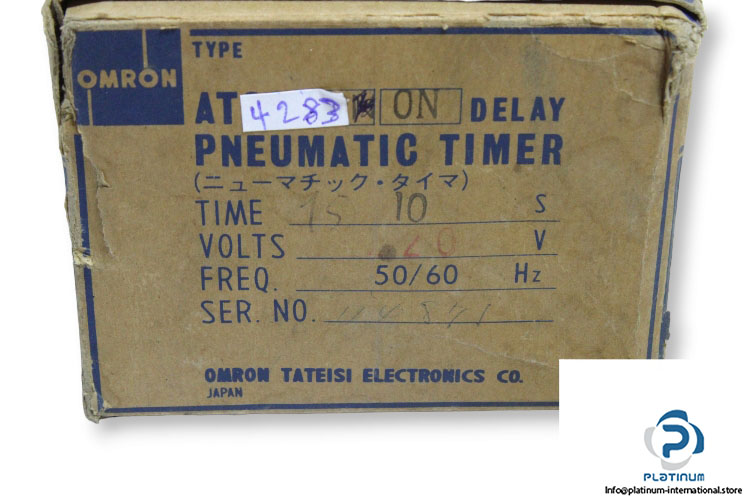 OMRON
TYPE
AT 4283 ON DELAY
PNEUMATIC TIMER
(ニューマチック・タイマ)
TIME 15 10 S
VOLTS V
FREQ. 50/60 Hz
SER. NO.
OMRON TATEISI ELECTRONICS CO.
JAPAN
PLATINUM
Info@platinum-international.store